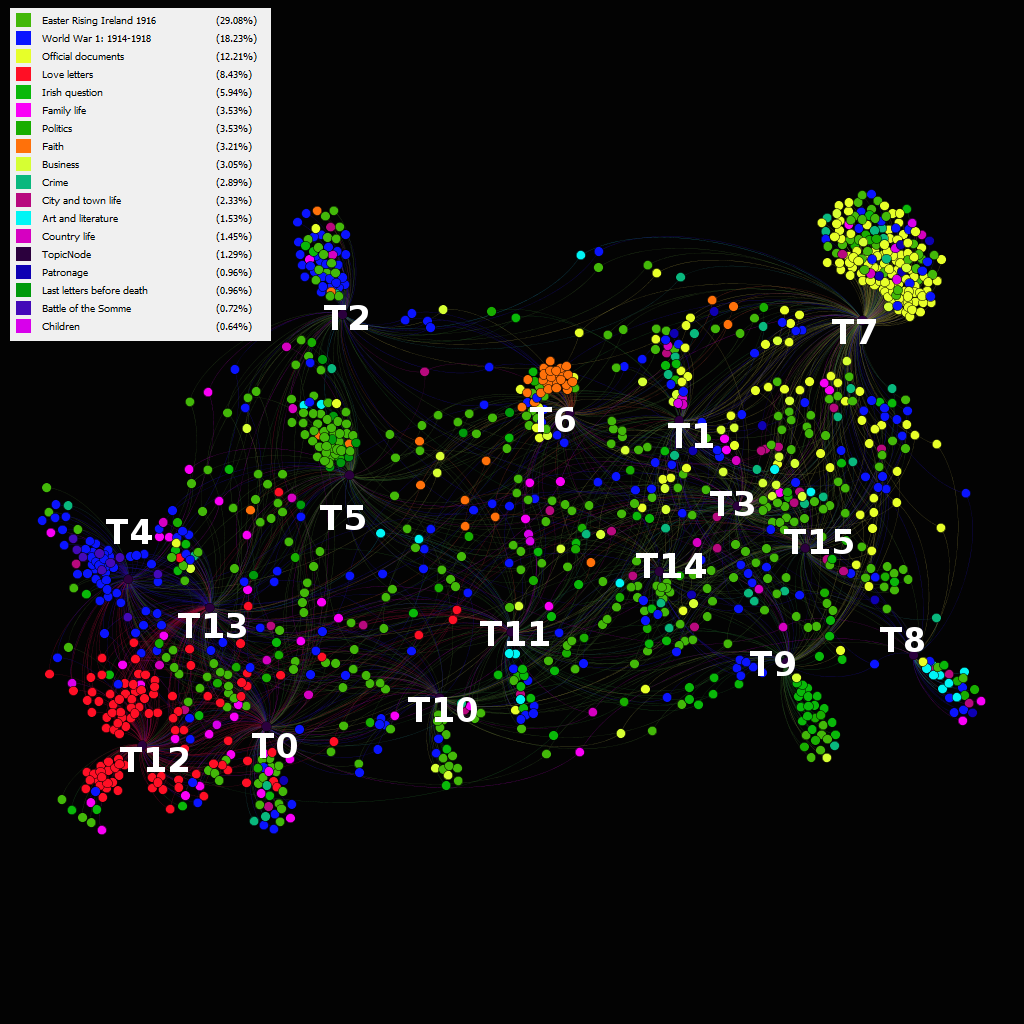 Easter Rising Ireland 1916 (29.08%)
World War 1: 1914-1918 (18.23%)
Official documents (12.21%)
Love letters (8.43%)
Irish question (5.94%)
Family life (3.53%)
Politics (3.53%)
Faith (3.21%)
Business (3.05%)
Crime (2.89%)
City and town life (2.33%)
Art and literature (1.53%)
Country life (1.45%)
TopicNode (1.29%)
Patronage (0.96%)
Last letters before death (0.96%)
Battle of the Somme (0.72%)
Children (0.64%)
T2
T7
T6
T1
T3
T5
T4
T15
T14
T13
T11
T8
T9
T10
T0
T12